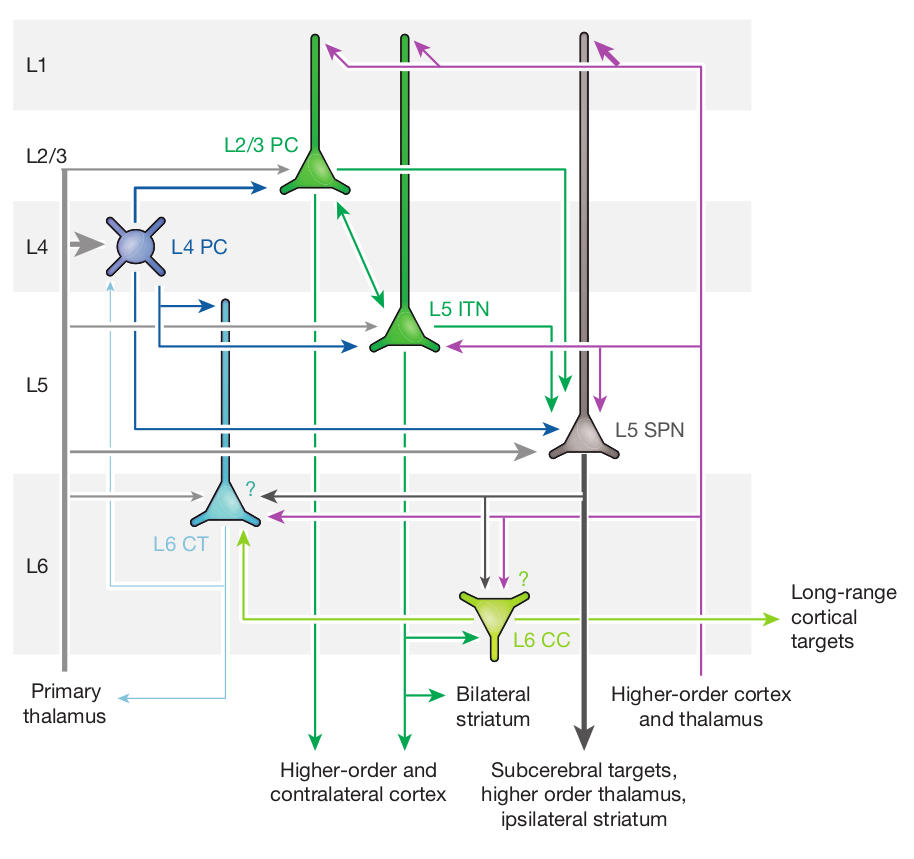 L1
L2/3
L2/3 PC
L4
L4 PC
L5 ITN
L5
L5 SPN
?
L6 CT
L6
?
L6 CC
Long-range
cortical
targets
Primary
thalamus
Bilateral
striatum
Higher-order cortex
and thalamus
Higher-order and
contralateral cortex
Subcerebral targets,
higher order thalamus,
ipsilateral striatum